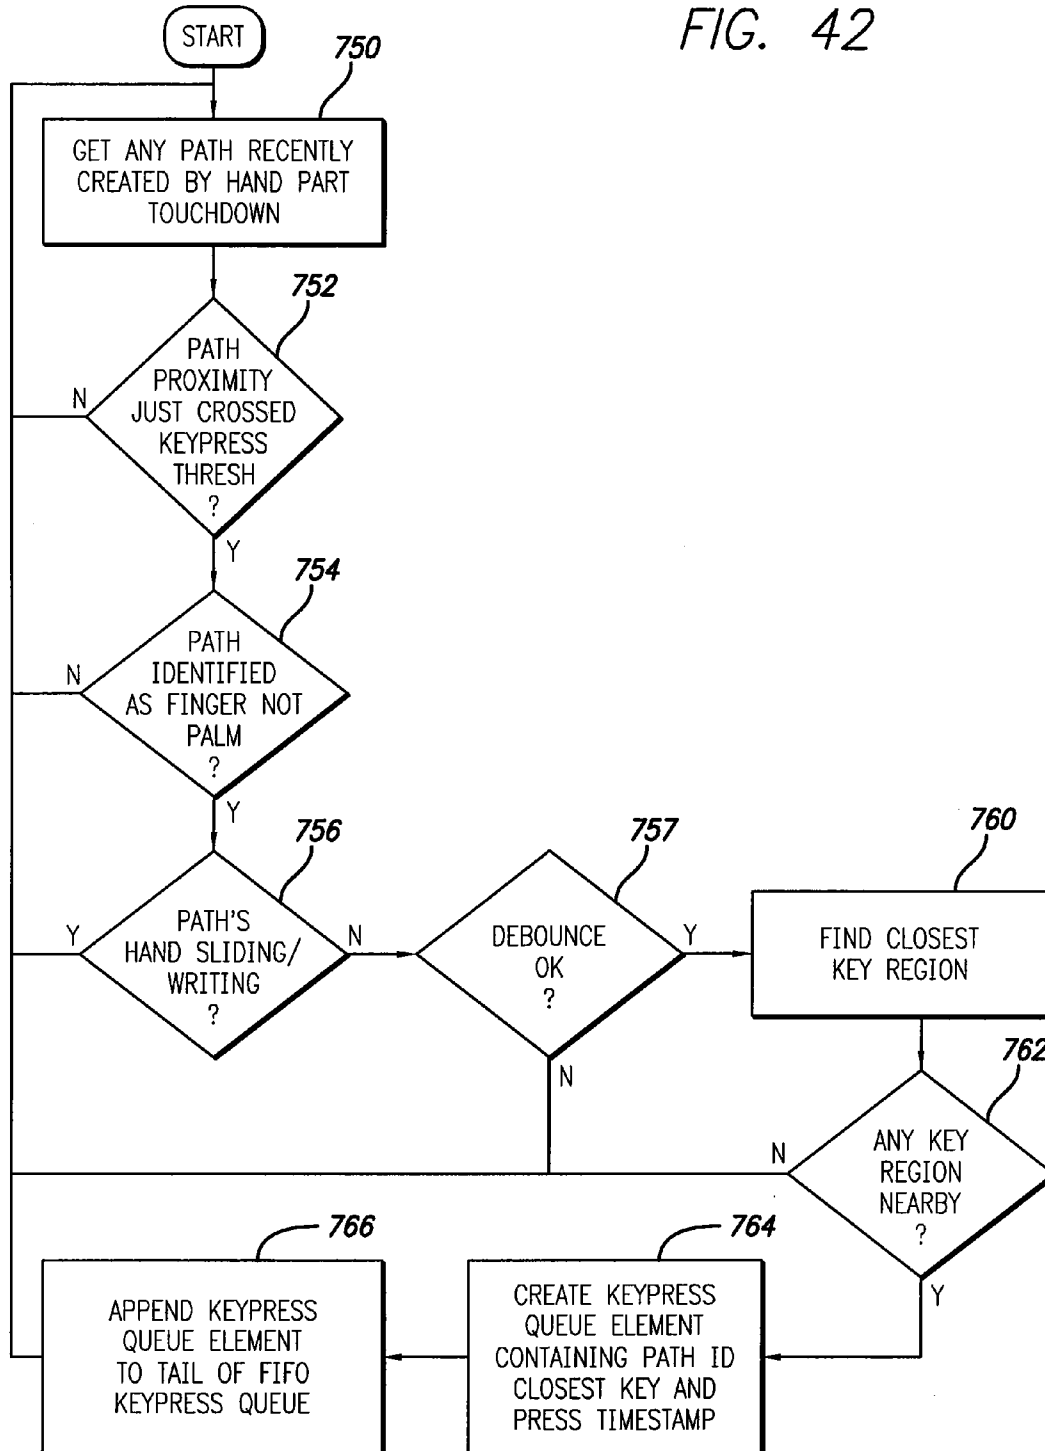 FIG. 42
START
750
GET ANY PATH RECENTLY
CREATED BY HAND PART
TOUCHDOWN
752
PATH
PROXIMITY
JUST CROSSED
KEYPRESS
THRESH
?
N
Y
754
PATH
IDENTIFIED
AS FINGER NOT
PALM
?
N
Y
756
PATH'S
HAND SLIDING/
WRITING
?
Y
N
757
DEBOUNCE
OK
?
Y
N
760
FIND CLOSEST
KEY REGION
762
ANY KEY
REGION
NEARBY
?
N
Y
764
CREATE KEYPRESS
QUEUE ELEMENT
CONTAINING PATH ID
CLOSEST KEY AND
PRESS TIMESTAMP
766
APPEND KEYPRESS
QUEUE ELEMENT
TO TAIL OF FIFO
KEYPRESS QUEUE